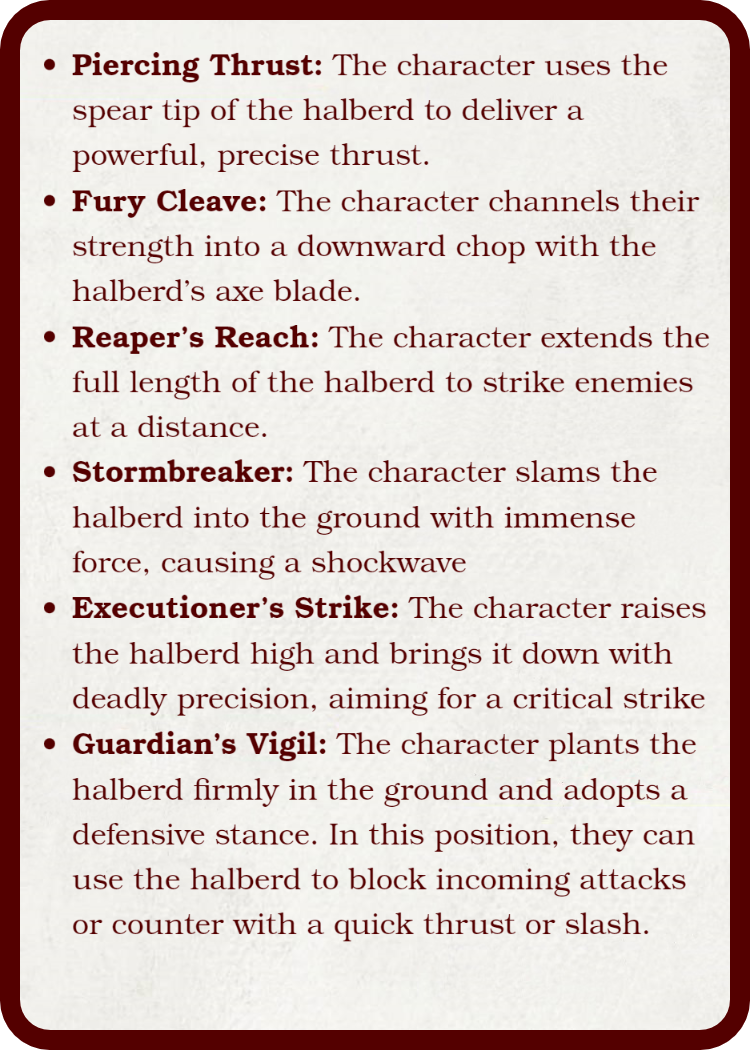 • Piercing Thrust: The character uses the
spear tip of the halberd to deliver a
powerful, precise thrust.
• Fury Cleave: The character channels their
strength into a downward chop with the
halberd’s axe blade.
• Reaper’s Reach: The character extends the
full length of the halberd to strike enemies
at a distance.
• Stormbreaker: The character slams the
halberd into the ground with immense
force, causing a shockwave
• Executioner’s Strike: The character raises
the halberd high and brings it down with
deadly precision, aiming for a critical strike
• Guardian’s Vigil: The character plants the
halberd firmly in the ground and adopts a
defensive stance. In this position, they can
use the halberd to block incoming attacks
or counter with a quick thrust or slash.